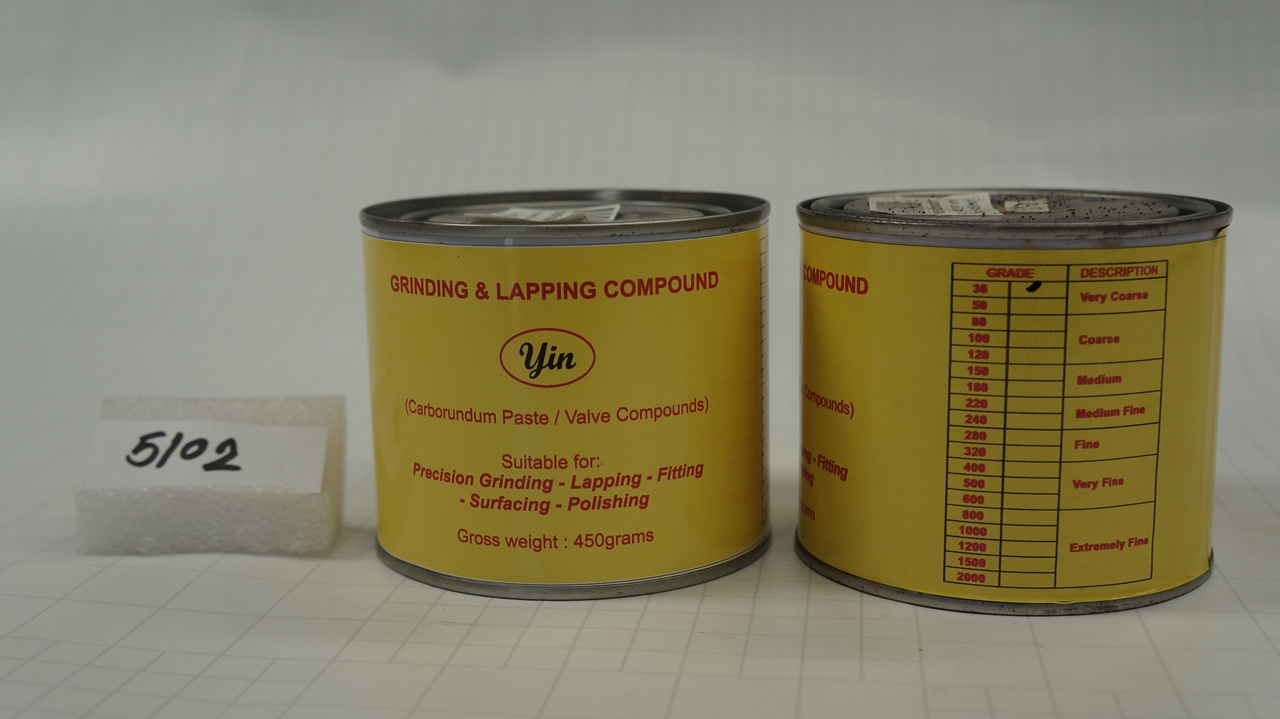 5102
GRINDING & LAPPING COMPOUND
Yin
(Carborundum Paste / Valve Compounds)
Suitable for:
Precision Grinding - Lapping - Fitting
- Surfacing - Polishing
Gross weight : 450grams
COMPOUND
Compounds)
- Fitting
GRADE DESCRIPTION
36 Very Coarse
50
80
100 Coarse
120
150 Medium
180
220 Medium Fine
240
280 Fine
320
400
500 Very Fine
600
800
1000
1200 Extremely Fine
1500
2000